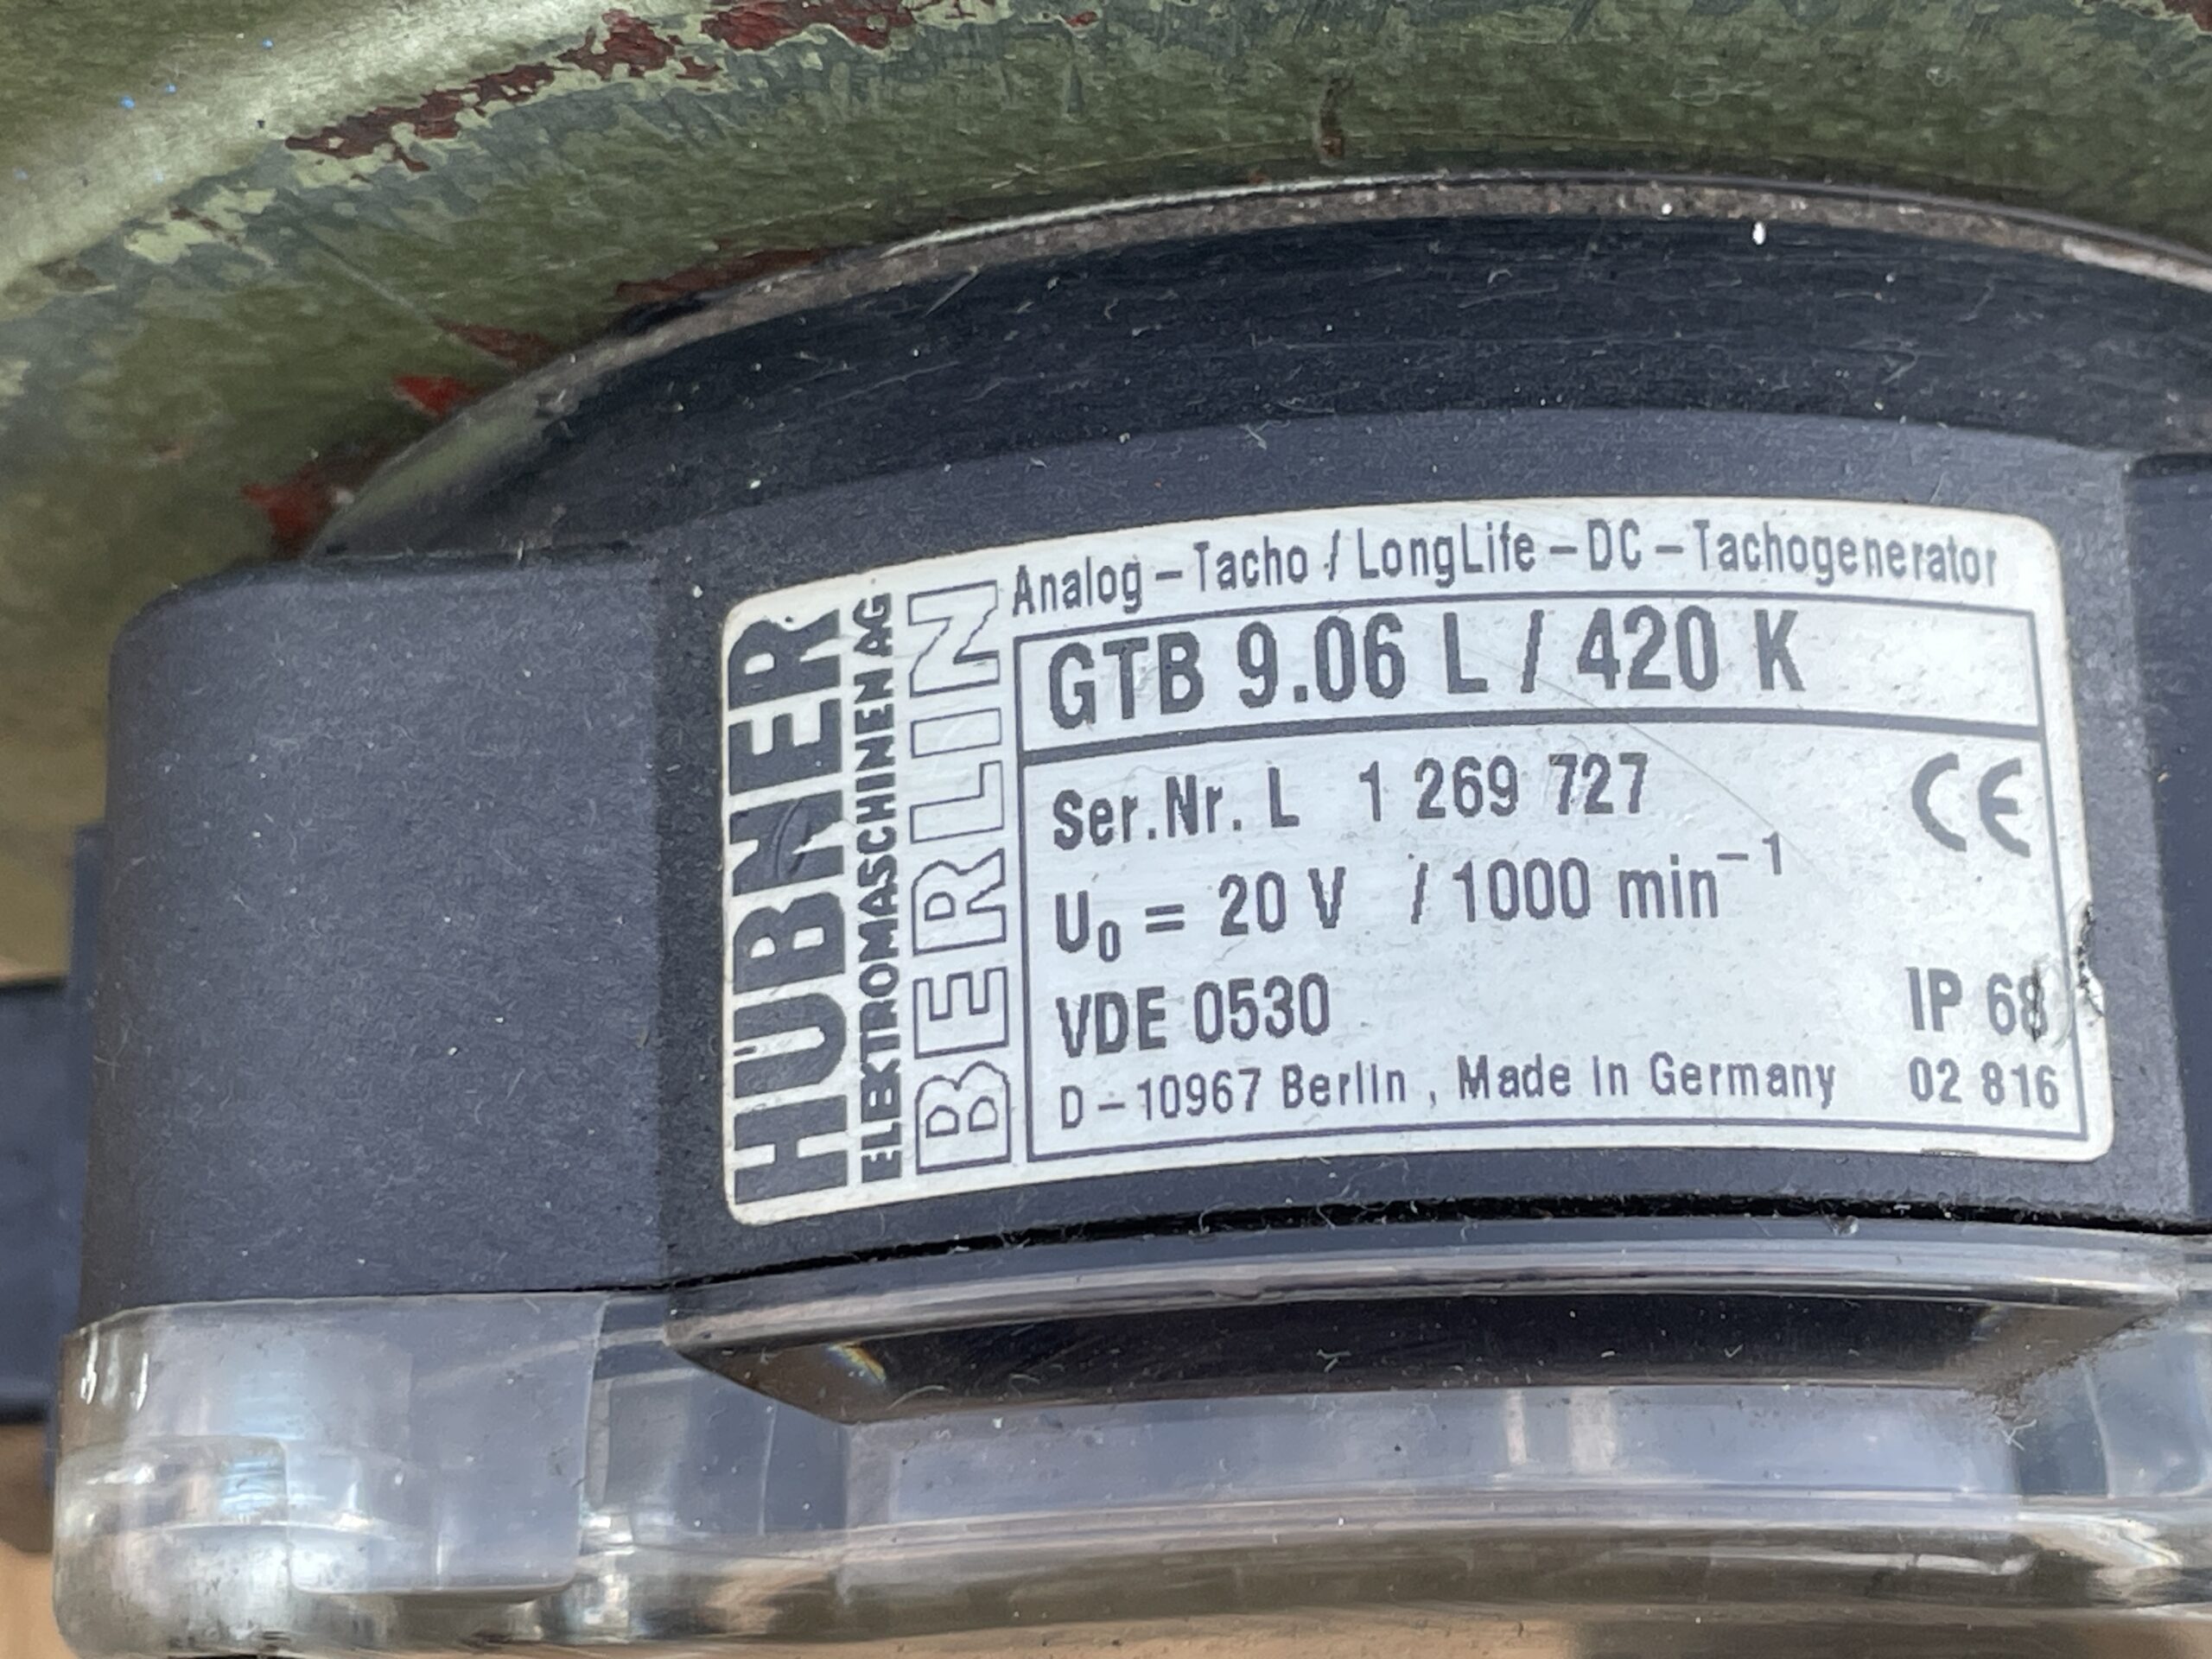 HÜBNER
ELEKTROMASCHINEN AG
BERLIN
Analog – Tacho / LongLife – DC – Tachogenerator
GTB 9.06 L / 420 K
Ser.Nr. L 1 269 727
CE
U₀ = 20 V / 1000 min⁻¹
VDE 0530
IP 68
D – 10967 Berlin , Made in Germany
02 816